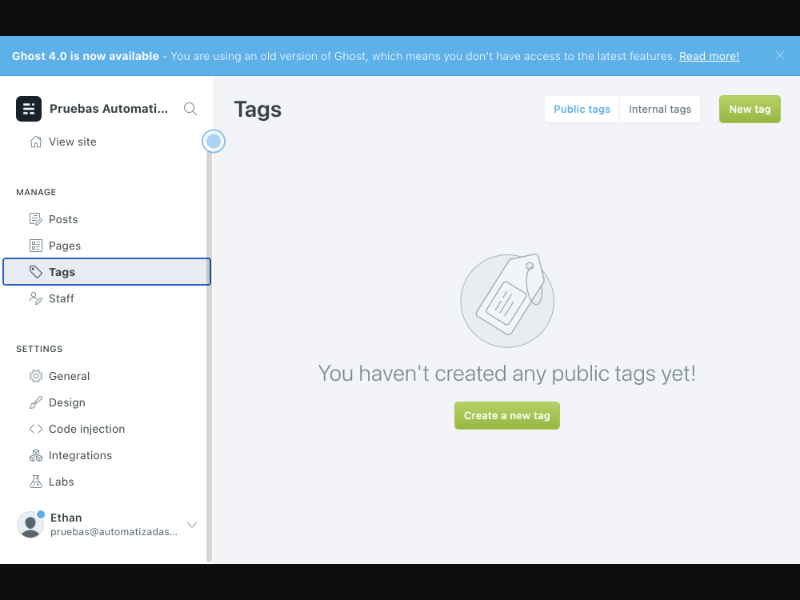 Ghost 4.0 is now available - You are using an old version of Ghost, which means you don't have access to the latest features. Read more!
Pruebas Automati...
View site
MANAGE
Posts
Pages
Tags
Staff
SETTINGS
General
Design
Code injection
Integrations
Labs
Ethan
pruebas@automatizadas...
Tags
Public tags
Internal tags
New tag
You haven't created any public tags yet!
Create a new tag